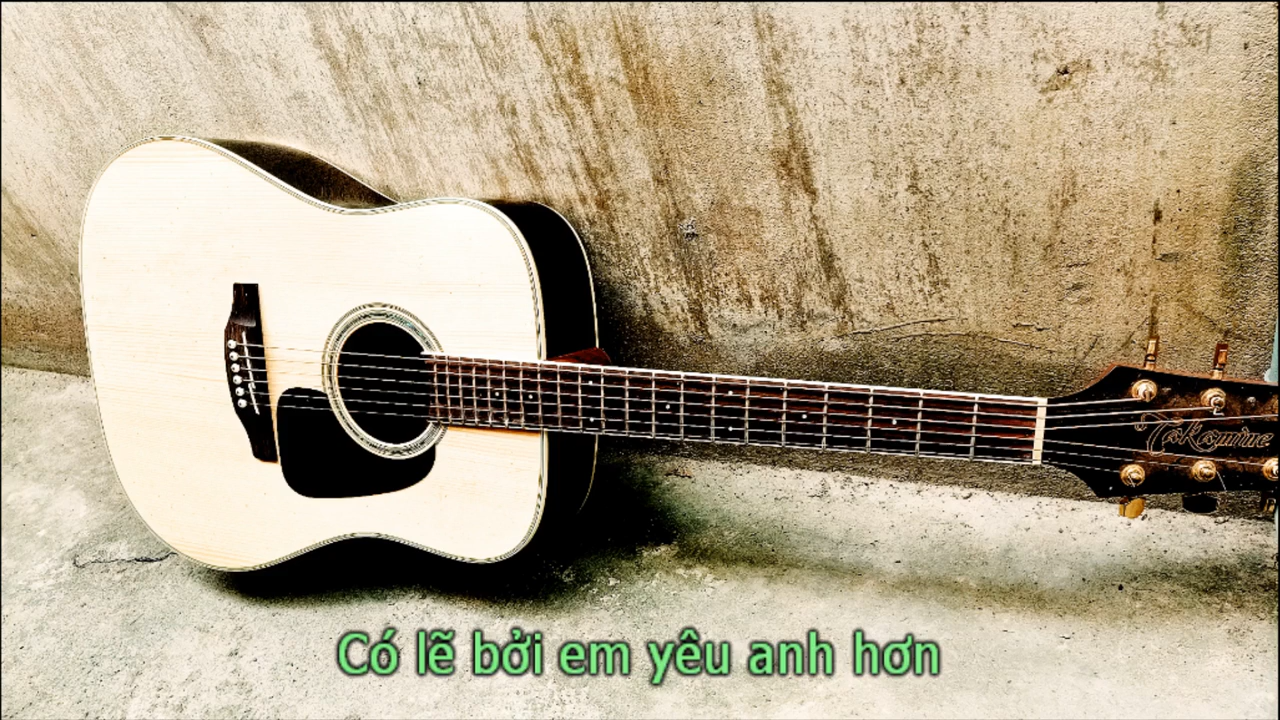 Takamine
Có lẽ bởi em yêu anh hơn